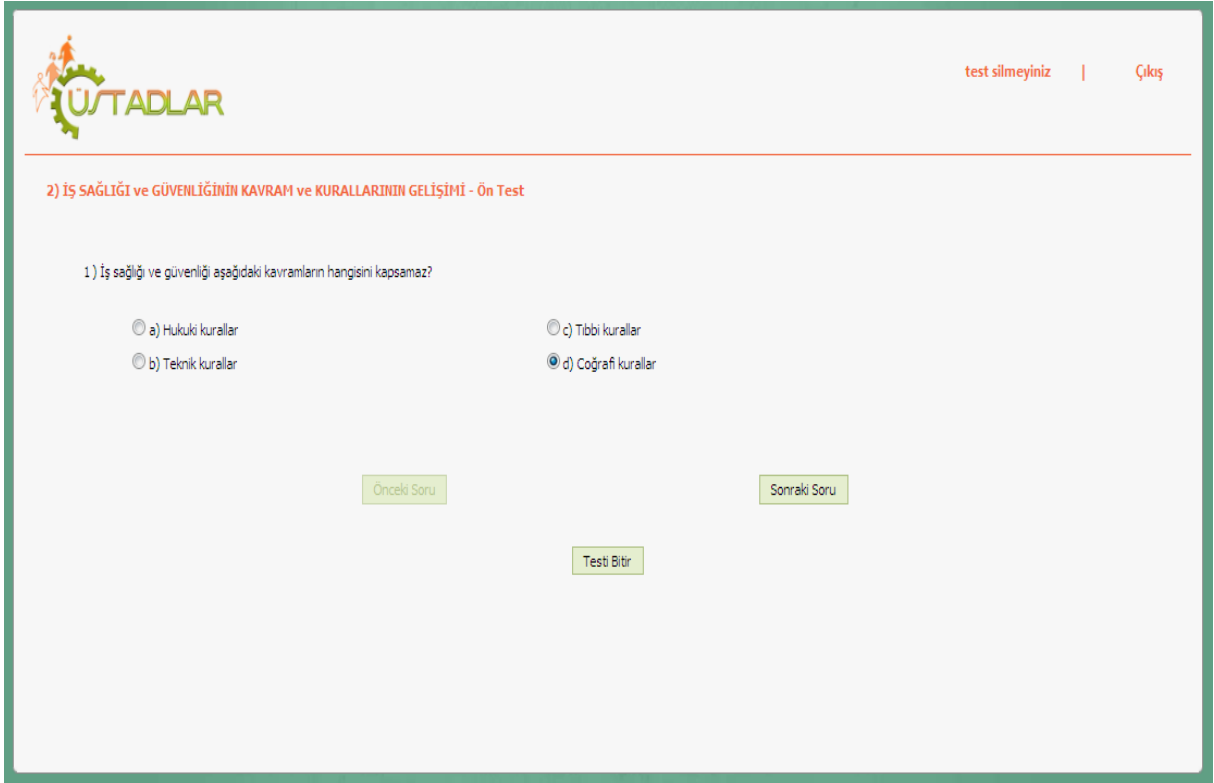 ÜSTADLAR
test silmeyiniz | Çıkış
2) İŞ SAĞLIĞI ve GÜVENLİĞİNİN KAVRAM ve KURALLARININ GELİŞİMİ - Ön Test
1 ) İş sağlığı ve güvenliği aşağıdaki kavramların hangisini kapsamaz?
a) Hukuki kurallar
b) Teknik kurallar
c) Tıbbi kurallar
d) Coğrafi kurallar
Önceki Soru
Sonraki Soru
Testi Bitir